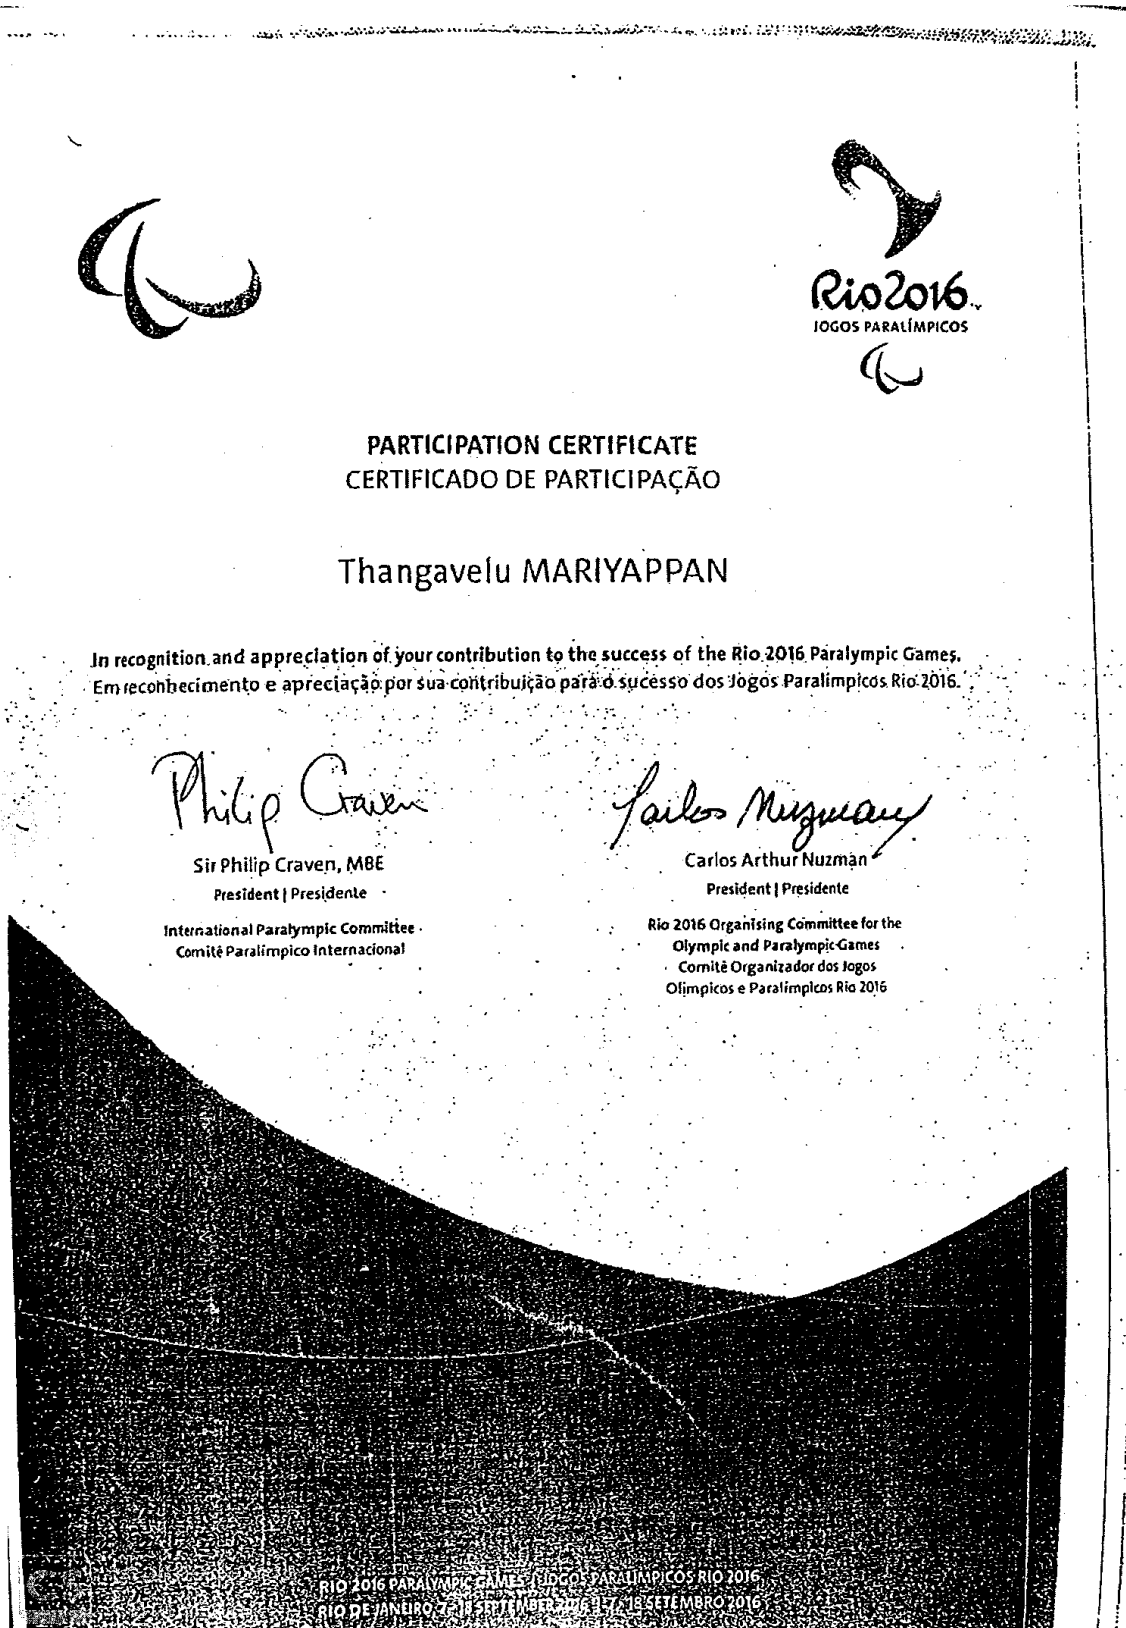 Rio2016
JOGOS PARALÍMPICOS
PARTICIPATION CERTIFICATE
CERTIFICADO DE PARTICIPAÇÃO
Thangavelu MARIYAPPAN
In recognition and appreciation of your contribution to the success of the Rio 2016 Paralympic Games.
Em reconhecimento e apreciação por sua contribuição para o sucesso dos Jogos Paralímpicos Rio 2016.
Philip Craven
Carlos Nuzman
Sir Philip Craven, MBE
President | Presidente
International Paralympic Committee
Comitê Paralímpico Internacional
Carlos Arthur Nuzman
President | Presidente
Rio 2016 Organising Committee for the
Olympic and Paralympic Games
Comitê Organizador dos Jogos
Olímpicos e Paralímpicos Rio 2016
RIO 2016 PARALYMPIC GAMES | JOGOS PARALÍMPICOS RIO 2016
RIO DE JANEIRO 7-18 SEPTEMBER 2016 | 7-18 SETEMBRO 2016